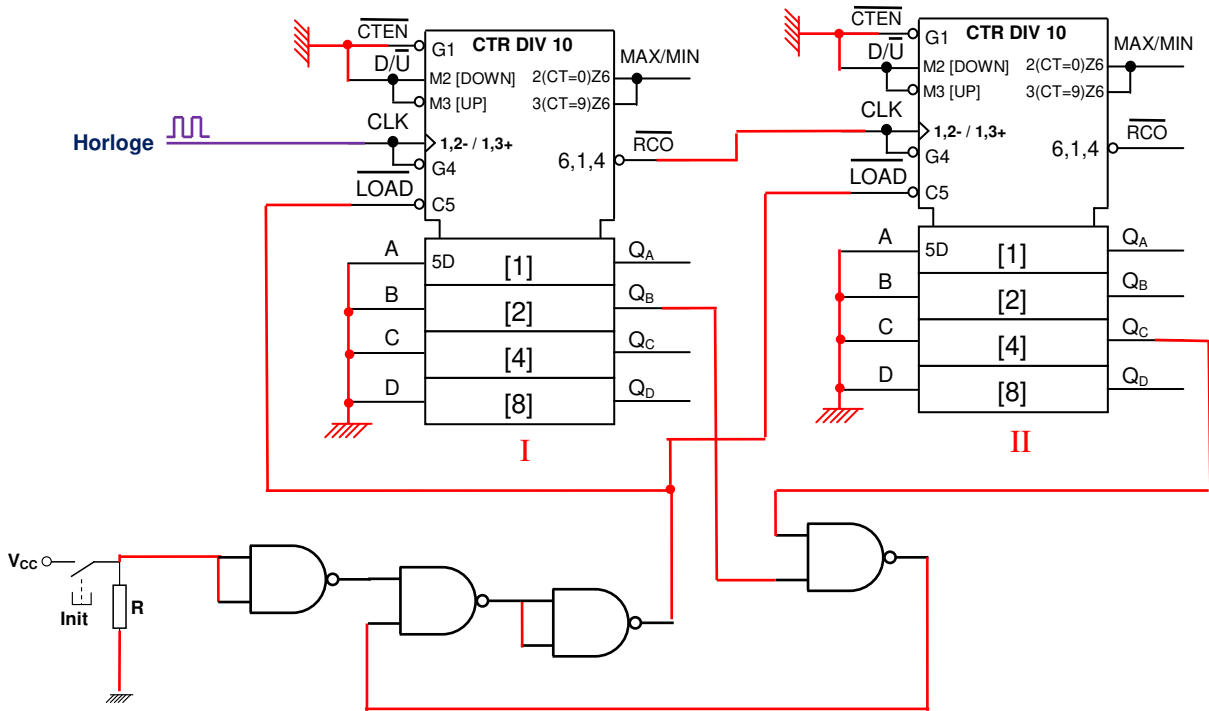 CTEN
G1
CTR DIV 10
MAX/MIN
D/U
M2 [DOWN]
2(CT=0)Z6
M3 [UP]
3(CT=9)Z6
CLK
Horloge
1,2- / 1,3+
RCO
G4
6,1,4
LOAD
C5
A
5D
[1]
QA
B
[2]
QB
C
[4]
QC
D
[8]
QD
I
CTEN
G1
CTR DIV 10
MAX/MIN
D/U
M2 [DOWN]
2(CT=0)Z6
M3 [UP]
3(CT=9)Z6
CLK
1,2- / 1,3+
RCO
G4
6,1,4
LOAD
C5
A
5D
[1]
QA
B
[2]
QB
C
[4]
QC
D
[8]
QD
II
VCC
Init
R